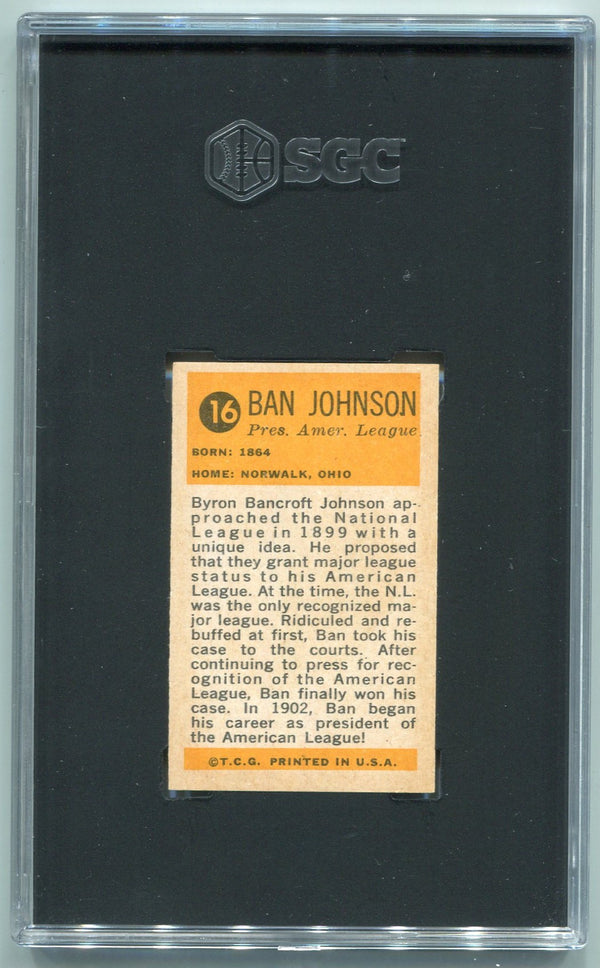 SGC
16 BAN JOHNSON
Pres. Amer. League
BORN: 1864
HOME: NORWALK, OHIO
Byron Bancroft Johnson ap-
proached the National
League in 1899 with a
unique idea. He proposed
that they grant major league
status to his American
League. At the time, the N.L.
was the only recognized ma-
jor league. Ridiculed and re-
buffed at first, Ban took his
case to the courts. After
continuing to press for rec-
ognition of the American
League, Ban finally won his
case. In 1902, Ban began
his career as president of
the American League!
©T.C.G. PRINTED IN U.S.A.